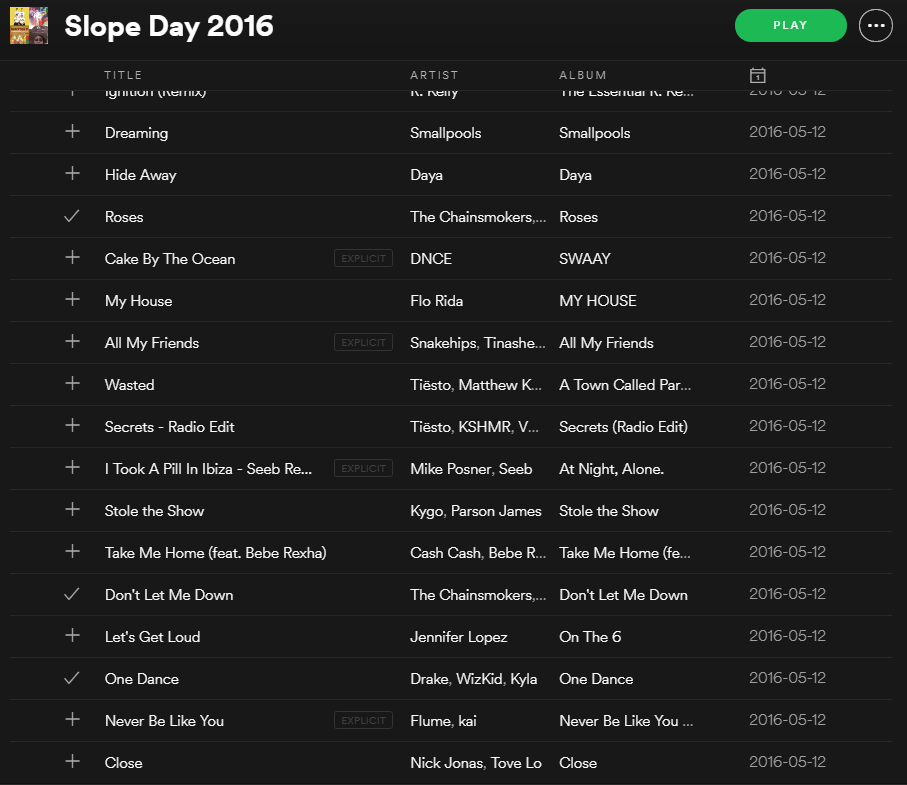 Slope Day 2016
PLAY
TITLE ARTIST ALBUM
Ignition (Remix) R. Kelly The Essential R. Ke... 2016-05-12
Dreaming Smallpools Smallpools 2016-05-12
Hide Away Daya Daya 2016-05-12
Roses The Chainsmokers,... Roses 2016-05-12
Cake By The Ocean EXPLICIT DNCE SWAAY 2016-05-12
My House Flo Rida MY HOUSE 2016-05-12
All My Friends EXPLICIT Snakehips, Tinashe... All My Friends 2016-05-12
Wasted Tiësto, Matthew K... A Town Called Par... 2016-05-12
Secrets - Radio Edit Tiësto, KSHMR, V... Secrets (Radio Edit) 2016-05-12
I Took A Pill In Ibiza - Seeb Re... EXPLICIT Mike Posner, Seeb At Night, Alone. 2016-05-12
Stole the Show Kygo, Parson James Stole the Show 2016-05-12
Take Me Home (feat. Bebe Rexha) Cash Cash, Bebe R... Take Me Home (fe... 2016-05-12
Don't Let Me Down The Chainsmokers,... Don't Let Me Down 2016-05-12
Let's Get Loud Jennifer Lopez On The 6 2016-05-12
One Dance Drake, WizKid, Kyla One Dance 2016-05-12
Never Be Like You EXPLICIT Flume, kai Never Be Like You ... 2016-05-12
Close Nick Jonas, Tove Lo Close 2016-05-12